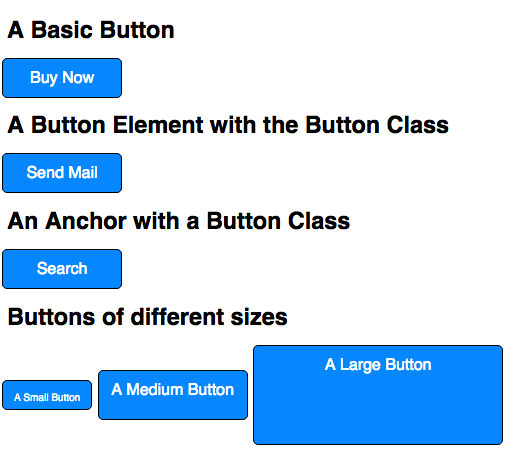 A Basic Button
Buy Now
A Button Element with the Button Class
Send Mail
An Anchor with a Button Class
Search
Buttons of different sizes
A Small Button
A Medium Button
A Large Button